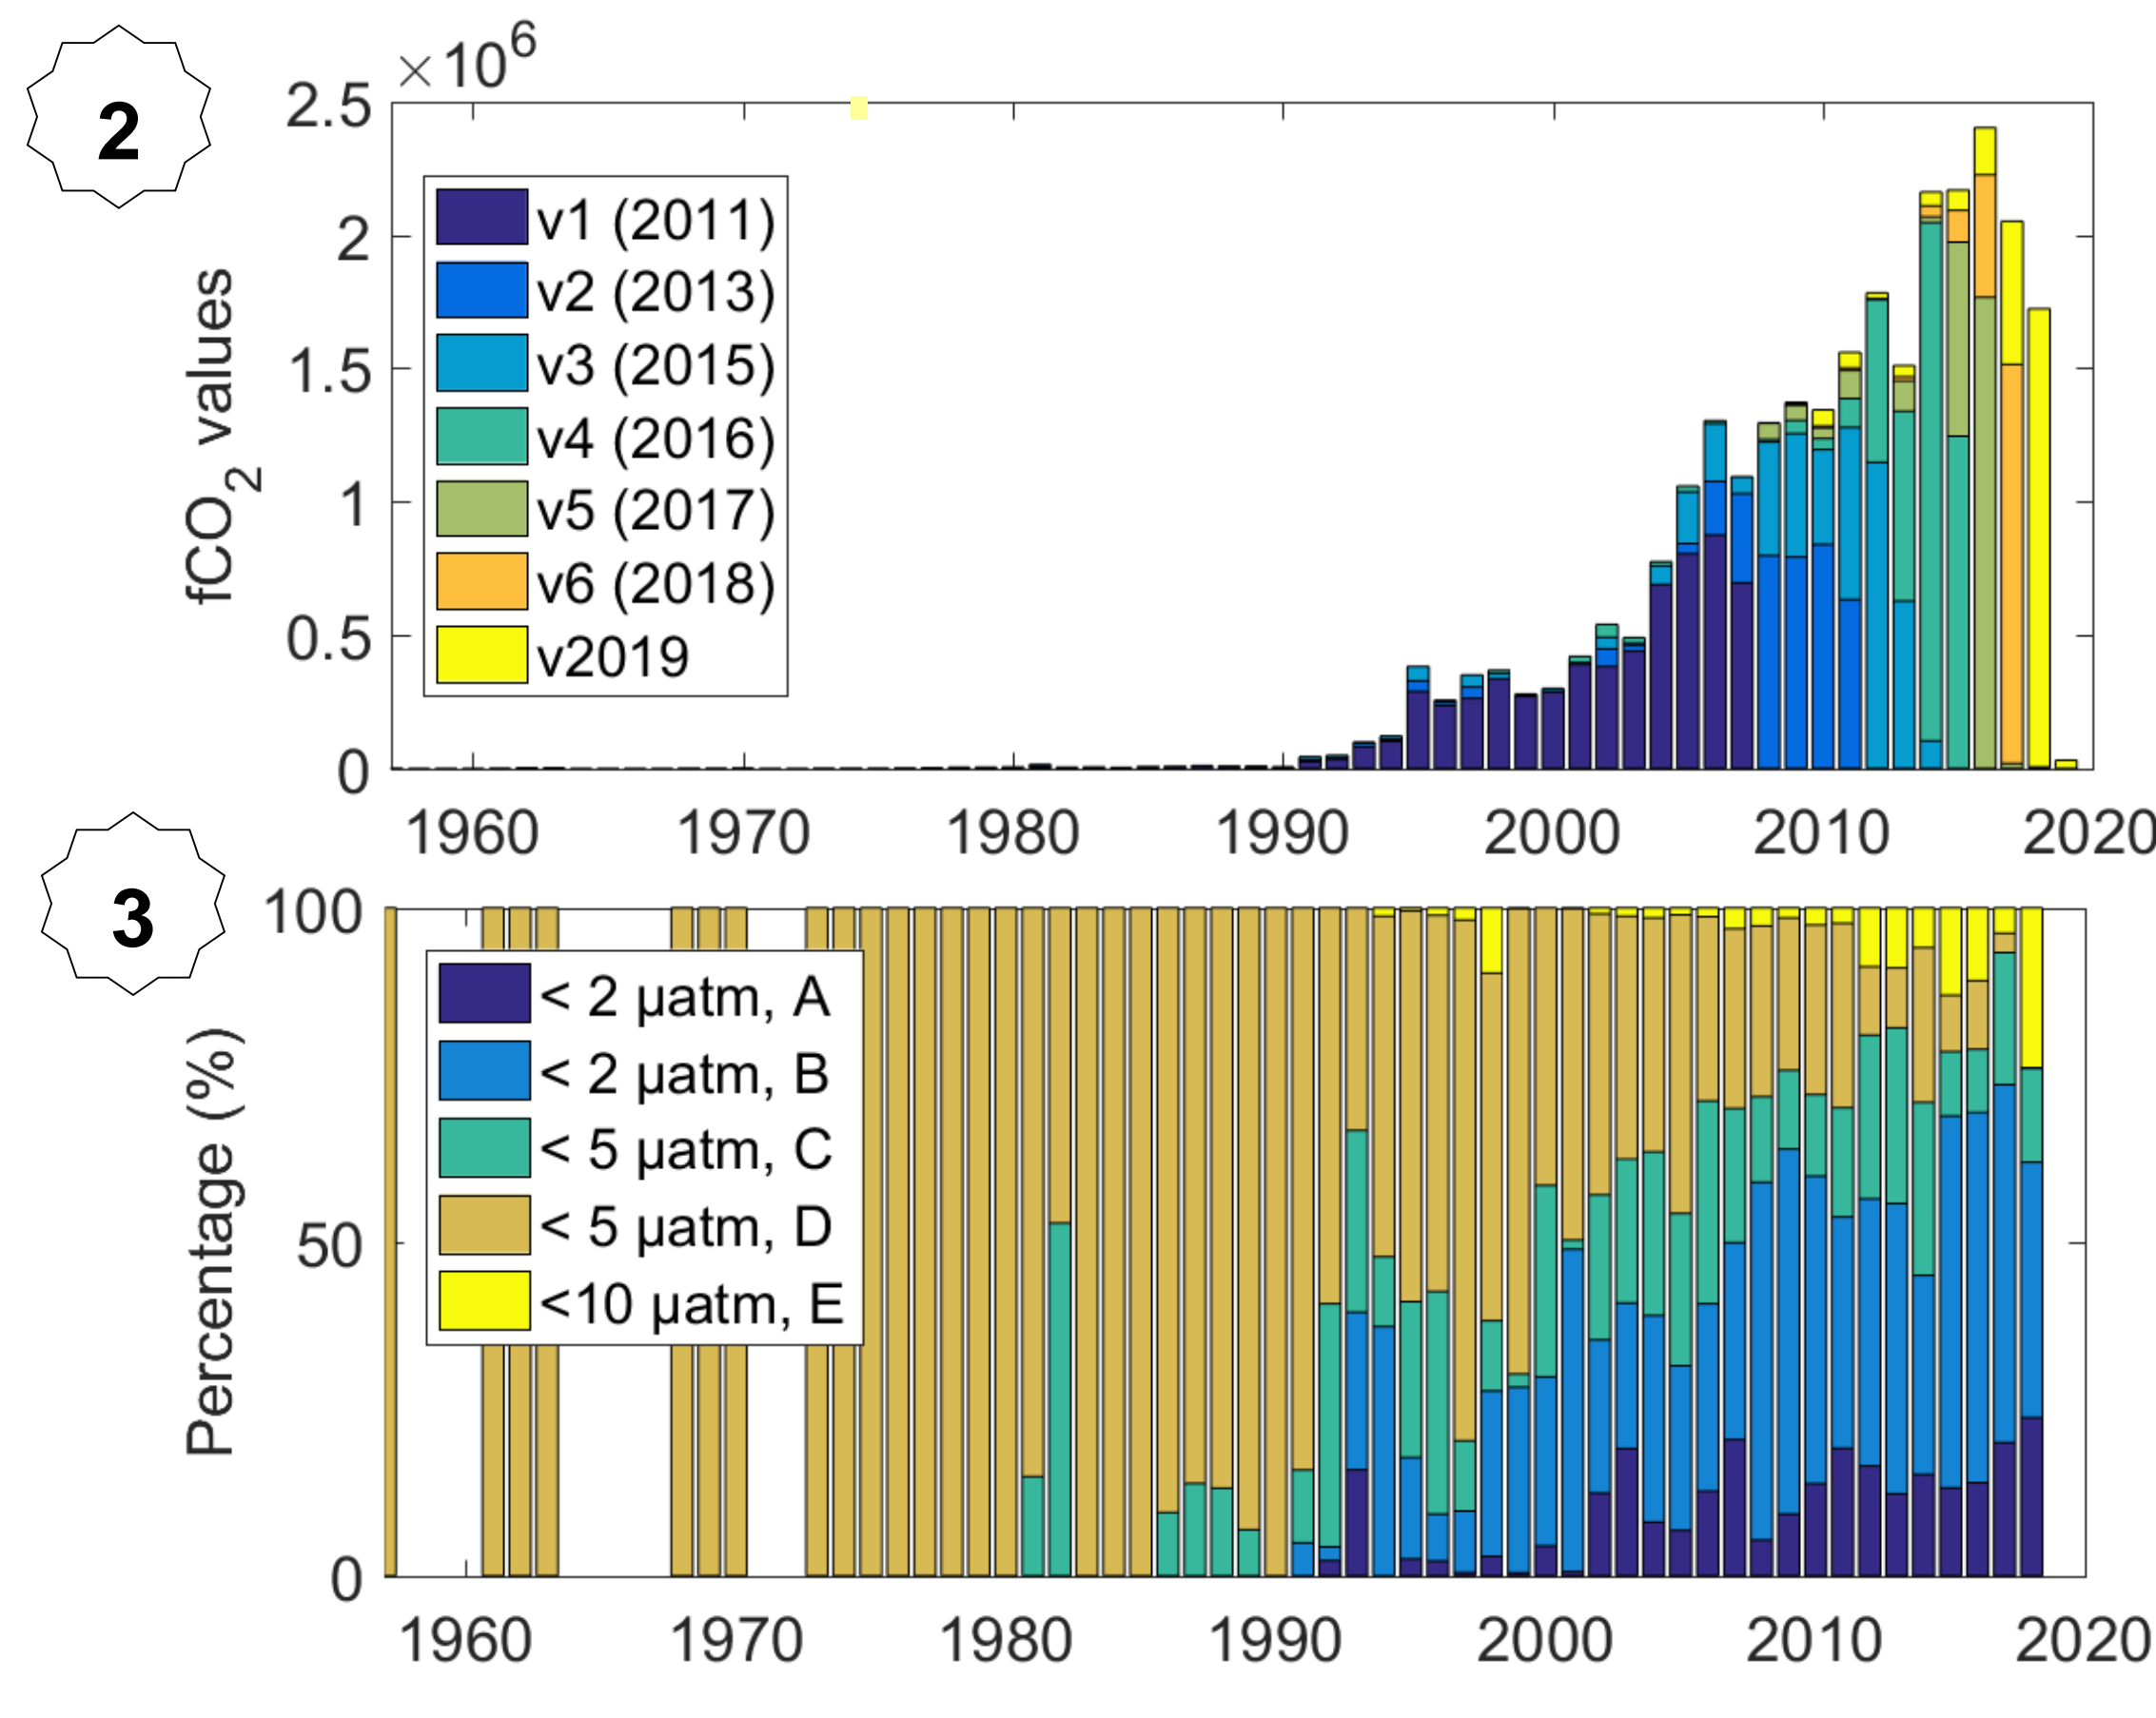 2
×10⁶
2.5
2
1.5
1
0.5
0
fCO₂ values
v1 (2011)
v2 (2013)
v3 (2015)
v4 (2016)
v5 (2017)
v6 (2018)
v2019
1960 1970 1980 1990 2000 2010 2020
3
100
50
0
Percentage (%)
< 2 µatm, A
< 2 µatm, B
< 5 µatm, C
< 5 µatm, D
<10 µatm, E
1960 1970 1980 1990 2000 2010 2020